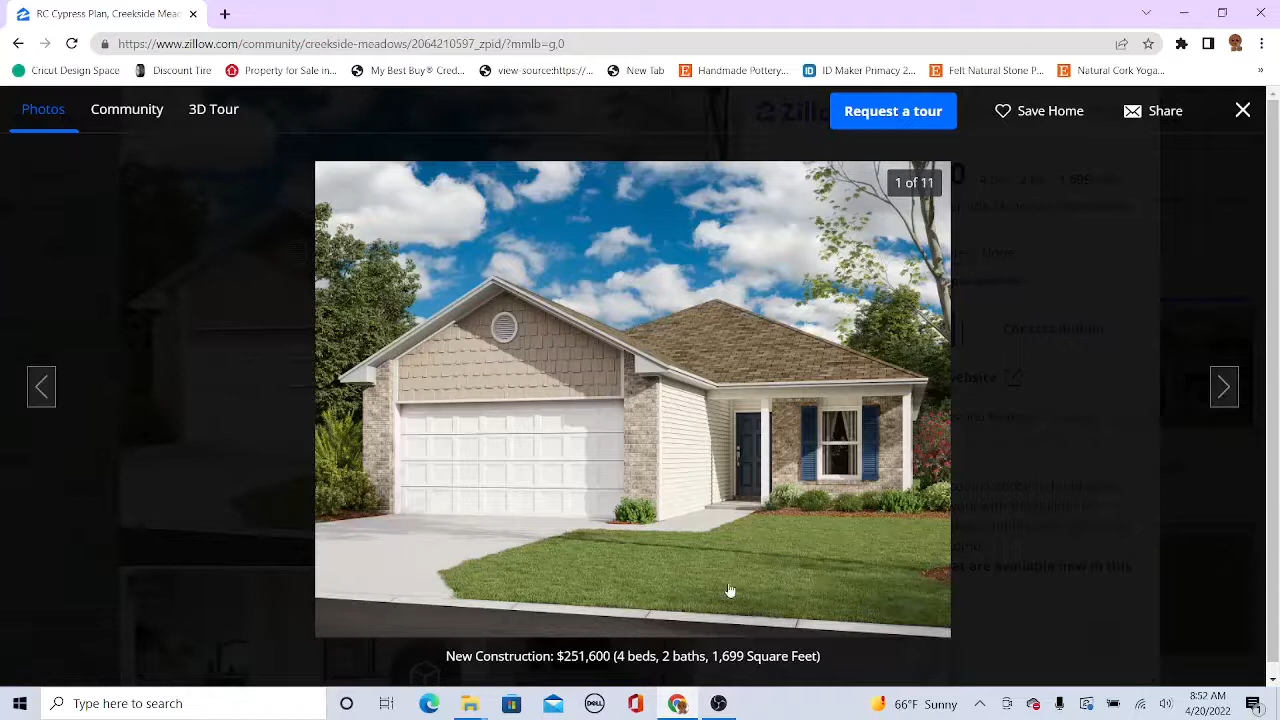 RC Cypress Plan, Creekside Mea
https://www.zillow.com/community/creekside-meadows/2064210597_zpid/?mmlb=g,0
Cricut Design Space
Discount Tire
Property for Sale in...
My Best Buy® Cr...
view source:https://...
New Tab
Handmade Pottery...
ID Maker Primacy 2...
Felt Natural Stone P...
Natural Cork Yoga...
»
Photos
Community
3D Tour
Request a tour
Save Home
Share
1 of 11
New Construction: $251,600 (4 beds, 2 baths, 1,699 Square Feet)
Type here to search
DELL
66°F Sunny
8:52 AM
4/20/2022